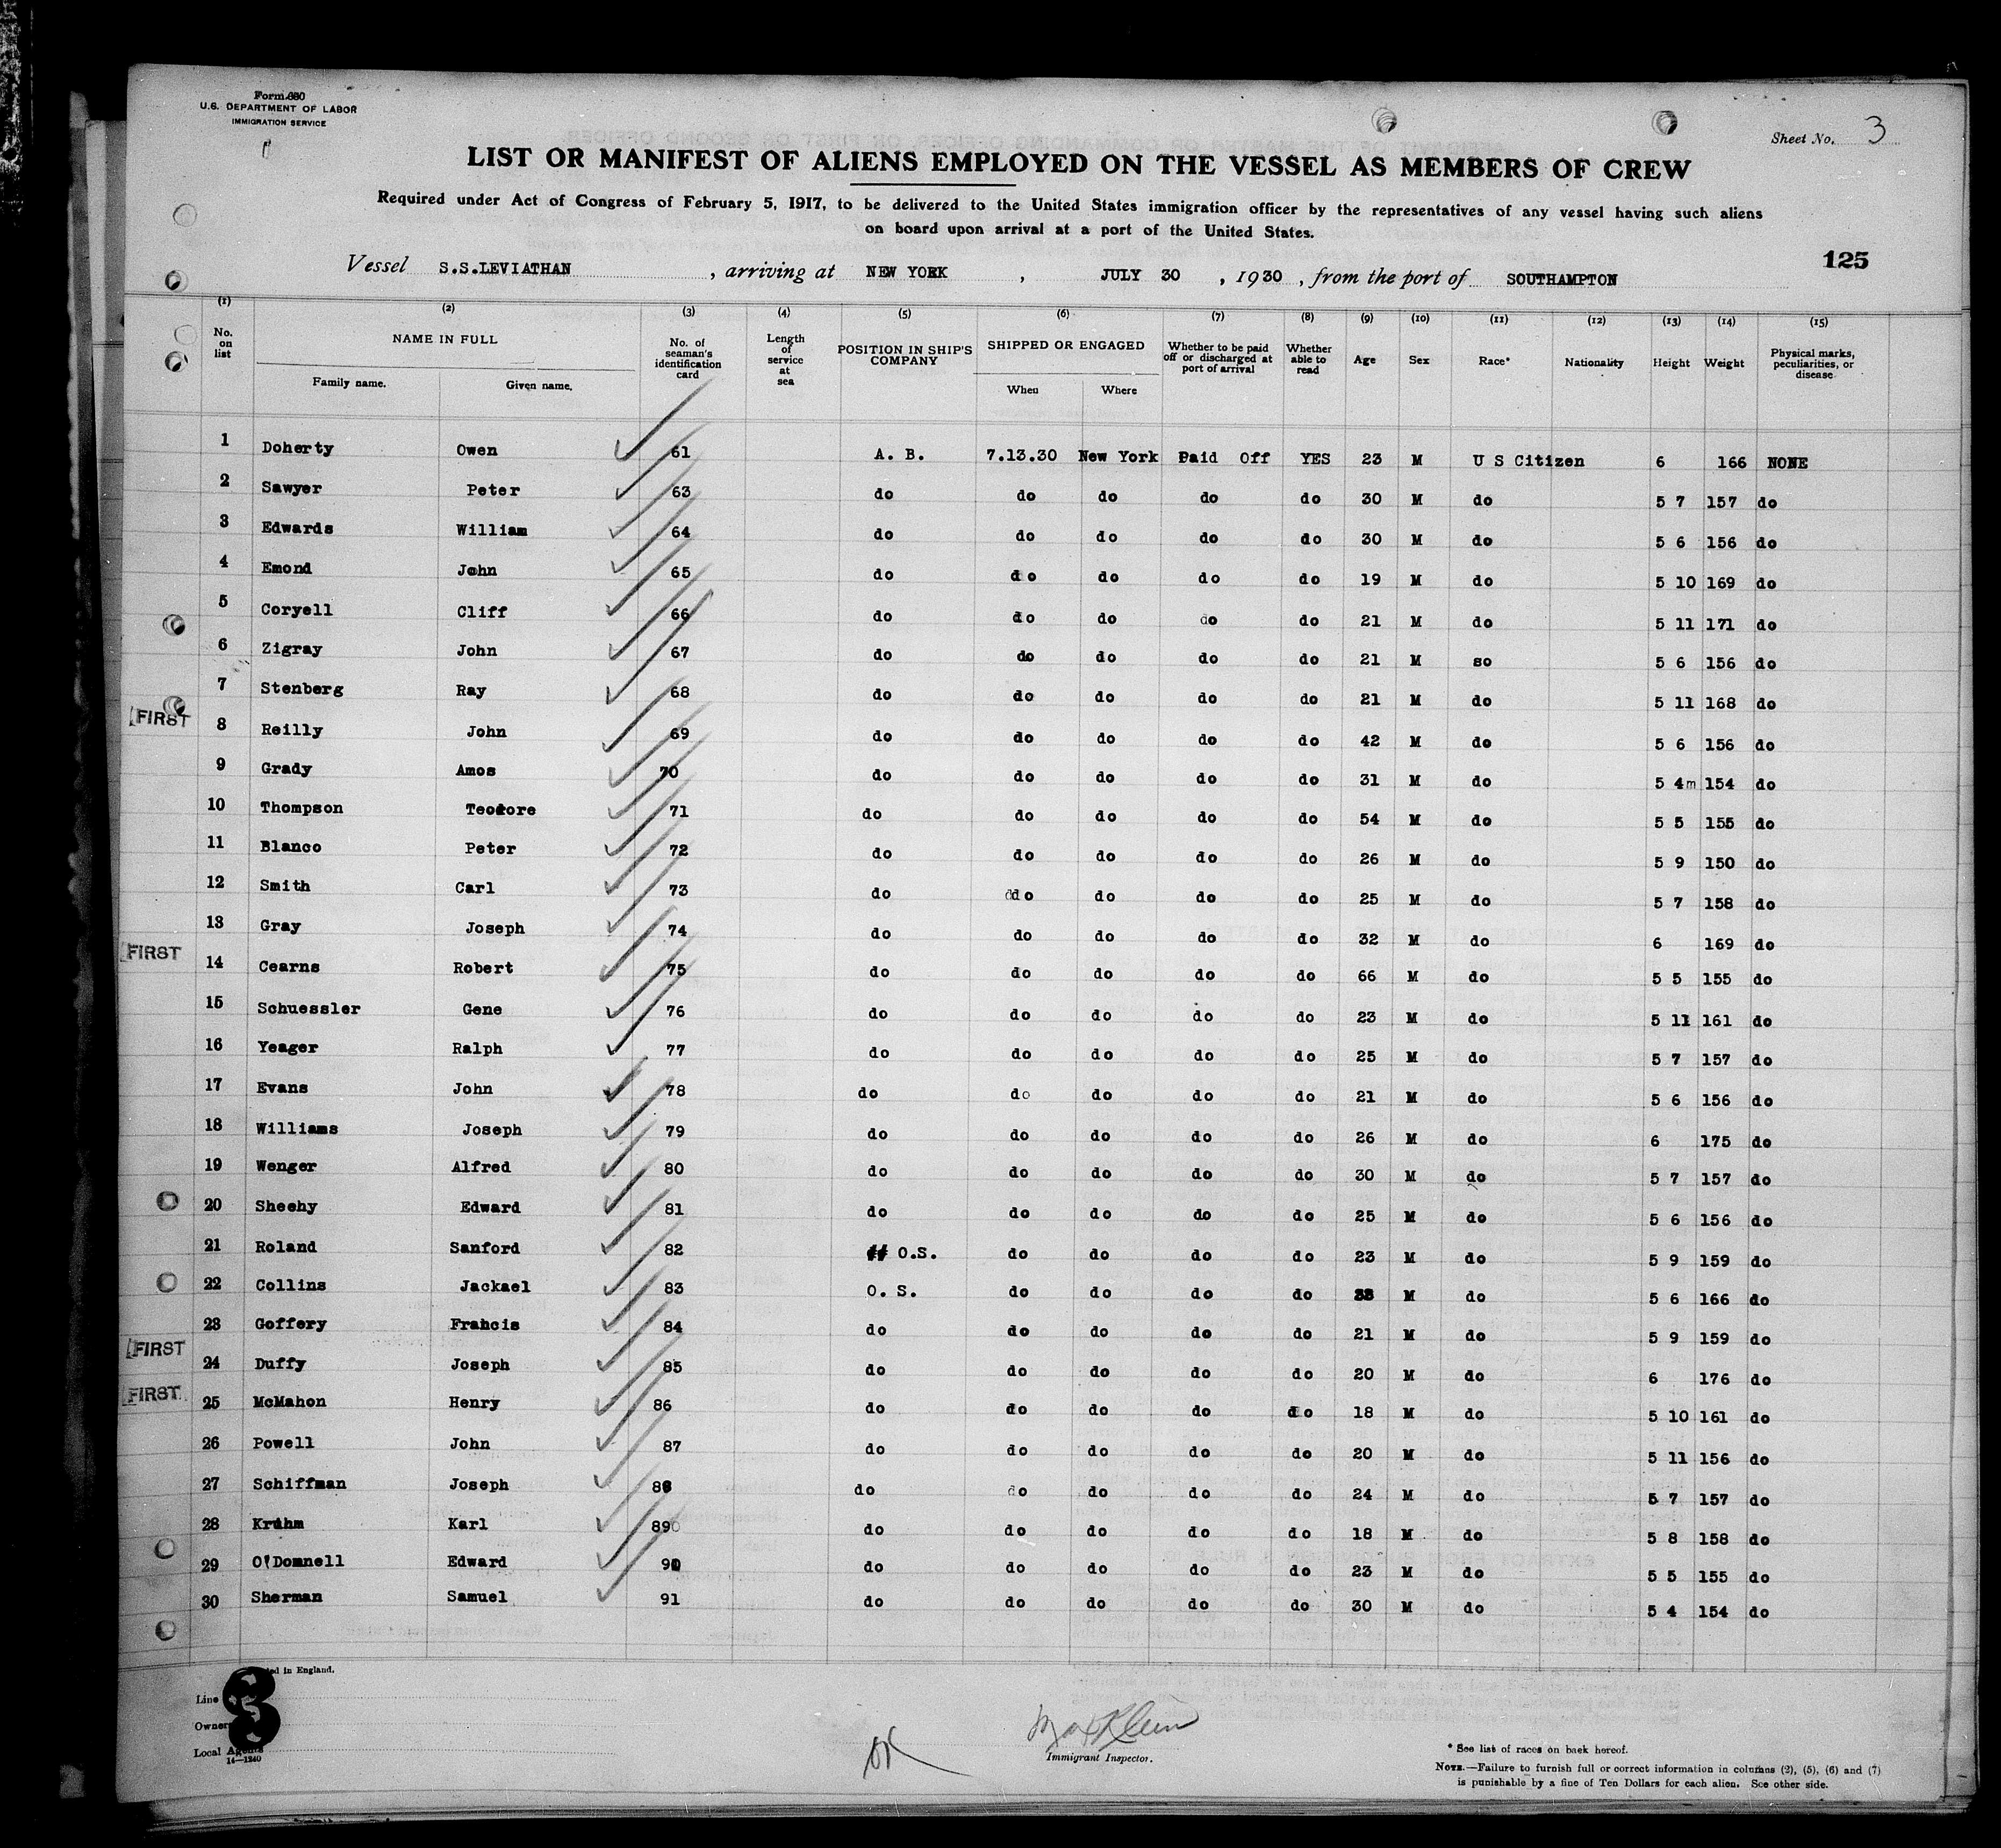 Form 680
U.S. DEPARTMENT OF LABOR
IMMIGRATION SERVICE
Sheet No. 3
LIST OR MANIFEST OF ALIENS EMPLOYED ON THE VESSEL AS MEMBERS OF CREW
Required under Act of Congress of February 5, 1917, to be delivered to the United States immigration officer by the representatives of any vessel having such aliens
on board upon arrival at a port of the United States.
125
Vessel S.S.LEVIATHAN , arriving at NEW YORK , JULY 30 , 1930 , from the port of SOUTHAMPTON
(1) (2) (3) (4) (5) (6) (7) (8) (9) (10) (11) (12) (13) (14) (15)
No. on list NAME IN FULL Family name. Given name. No. of seaman's identification card Length of service at sea POSITION IN SHIP'S COMPANY SHIPPED OR ENGAGED When Where Whether to be paid off or discharged at port of arrival Whether able to read Age Sex Race* Nationality Height Weight Physical marks, peculiarities, or disease
1 Doherty Owen 61 A. B. 7.13.30 New York Paid Off YES 23 M U S Citizen 6 166 NONE
2 Sawyer Peter 63 do do do do do 30 M do 5 7 157 do
3 Edwards William 64 do do do do do 30 M do 5 6 156 do
4 Emond John 65 do do do do do 19 M do 5 10 169 do
5 Coryell Cliff 66 do do do do do 21 M do 5 11 171 do
6 Zigray John 67 do do do do do 21 M so 5 6 156 do
7 Stenberg Ray 68 do do do do do 21 M do 5 11 168 do
FIRST 8 Reilly John 69 do do do do do 42 M do 5 6 156 do
9 Grady Amos 70 do do do do do 31 M do 5 4m 154 do
10 Thompson Teodore 71 do do do do do 54 M do 5 5 155 do
11 Blanco Peter 72 do do do do do 26 M do 5 9 150 do
12 Smith Carl 73 do ddo do do do 25 M do 5 7 158 do
13 Gray Joseph 74 do do do do do 32 M do 6 169 do
FIRST 14 Cearns Robert 75 do do do do do 66 M do 5 5 155 do
15 Schuessler Gene 76 do do do do do 23 M do 5 11 161 do
16 Yeager Ralph 77 do do do do do 25 M do 5 7 157 do
17 Evans John 78 do do do do do 21 M do 5 6 156 do
18 Williams Joseph 79 do do do do do 26 M do 6 175 do
19 Wenger Alfred 80 do do do do do 30 M do 5 7 157 do
20 Sheehy Edward 81 do do do do do 25 M do 5 6 156 do
21 Roland Sanford 82 O.S. do do do do 23 M do 5 9 159 do
22 Collins Jackael 83 O. S. do do do do M do 5 6 166 do
23 Goffery Francis 84 do do do do do 21 M do 5 9 159 do
FIRST 24 Duffy Joseph 85 do do do do do 20 M do 6 176 do
FIRST 25 McMahon Henry 86 do do do do do 18 M do 5 10 161 do
26 Powell John 87 do do do do do 20 M do 5 11 156 do
27 Schiffman Joseph 88 do do do do do 24 M do 5 7 157 do
28 Kruhm Karl 890 do do do do do 18 M do 5 8 158 do
29 O'Domnell Edward 90 do do do do do 23 M do 5 5 155 do
30 Sherman Samuel 91 do do do do do 30 M do 5 4 154 do
in England.
Line
Owner
Local Agents
14—1240
3
OK
Max Klein
Immigrant Inspector.
* See list of races on back hereof.
NOTE.—Failure to furnish full or correct information in columns (2), (5), (6) and (7)
is punishable by a fine of Ten Dollars for each alien. See other side.